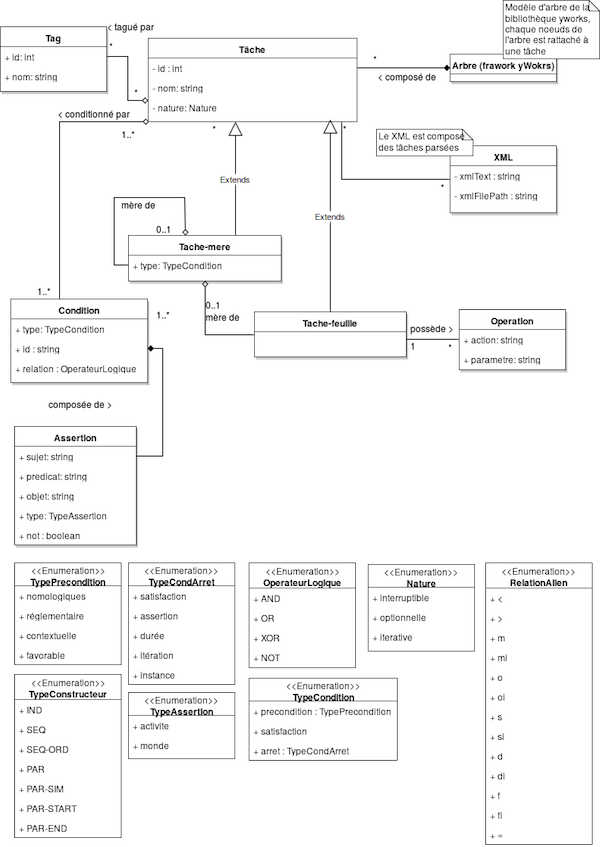 Modèle d'arbre de la
bibliothèque yworks,
chaque noeuds de
l'arbre est rattaché à
une tâche
< tagué par
Tag
+ id: int
+ nom: string
*
*
Tâche
- id : int
- nom: string
- nature: Nature
*
< composé de
Arbre (frawork yWokrs)
< conditionné par
1..*
*
*
Le XML est composé
des tâches parsées
XML
- xmlText : string
- xmlFilePath : string
*
Extends
Extends
mère de
0..1
Tache-mere
+ type: TypeCondition
0..1
mère de
1..*
1..*
Condition
+ type: TypeCondition
+ id : string
+ relation : OperateurLogique
Tache-feuille
possède >
1
*
Operation
+ action: string
+ parametre: string
composée de >
Assertion
+ sujet: string
+ predicat: string
+ objet: string
+ type: TypeAssertion
+ not : boolean
<<Enumeration>>
TypePrecondition
+ nomologiques
+ réglementaire
+ contextuelle
+ favorable
<<Enumeration>>
TypeCondArret
+ satisfaction
+ assertion
+ durée
+ itération
+ instance
<<Enumeration>>
OperateurLogique
+ AND
+ OR
+ XOR
+ NOT
<<Enumeration>>
Nature
+ interruptible
+ optionnelle
+ iterative
<<Enumeration>>
RelationAllen
+ <
+ >
+ m
+ mi
+ o
+ oi
+ s
+ si
+ d
+ di
+ f
+ fi
+ =
<<Enumeration>>
TypeConstructeur
+ IND
+ SEQ
+ SEQ-ORD
+ PAR
+ PAR-SIM
+ PAR-START
+ PAR-END
<<Enumeration>>
TypeAssertion
+ activite
+ monde
<<Enumeration>>
TypeCondition
+ precondition : TypePrecondition
+ satisfaction
+ arret : TypeCondArret